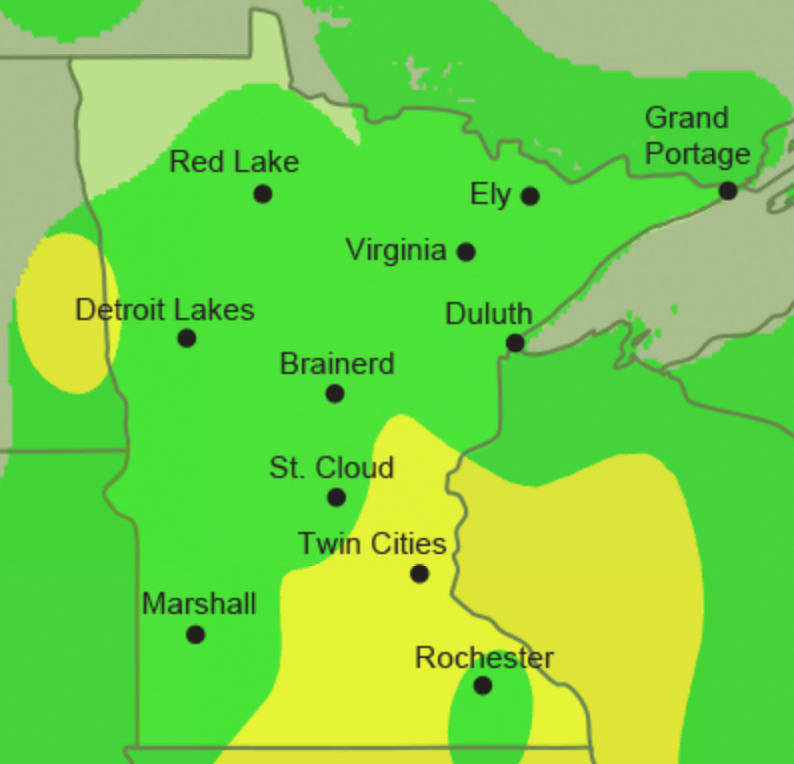 Grand
Portage
Red Lake
Ely
Virginia
Detroit Lakes
Duluth
Brainerd
St. Cloud
Twin Cities
Marshall
Rochester